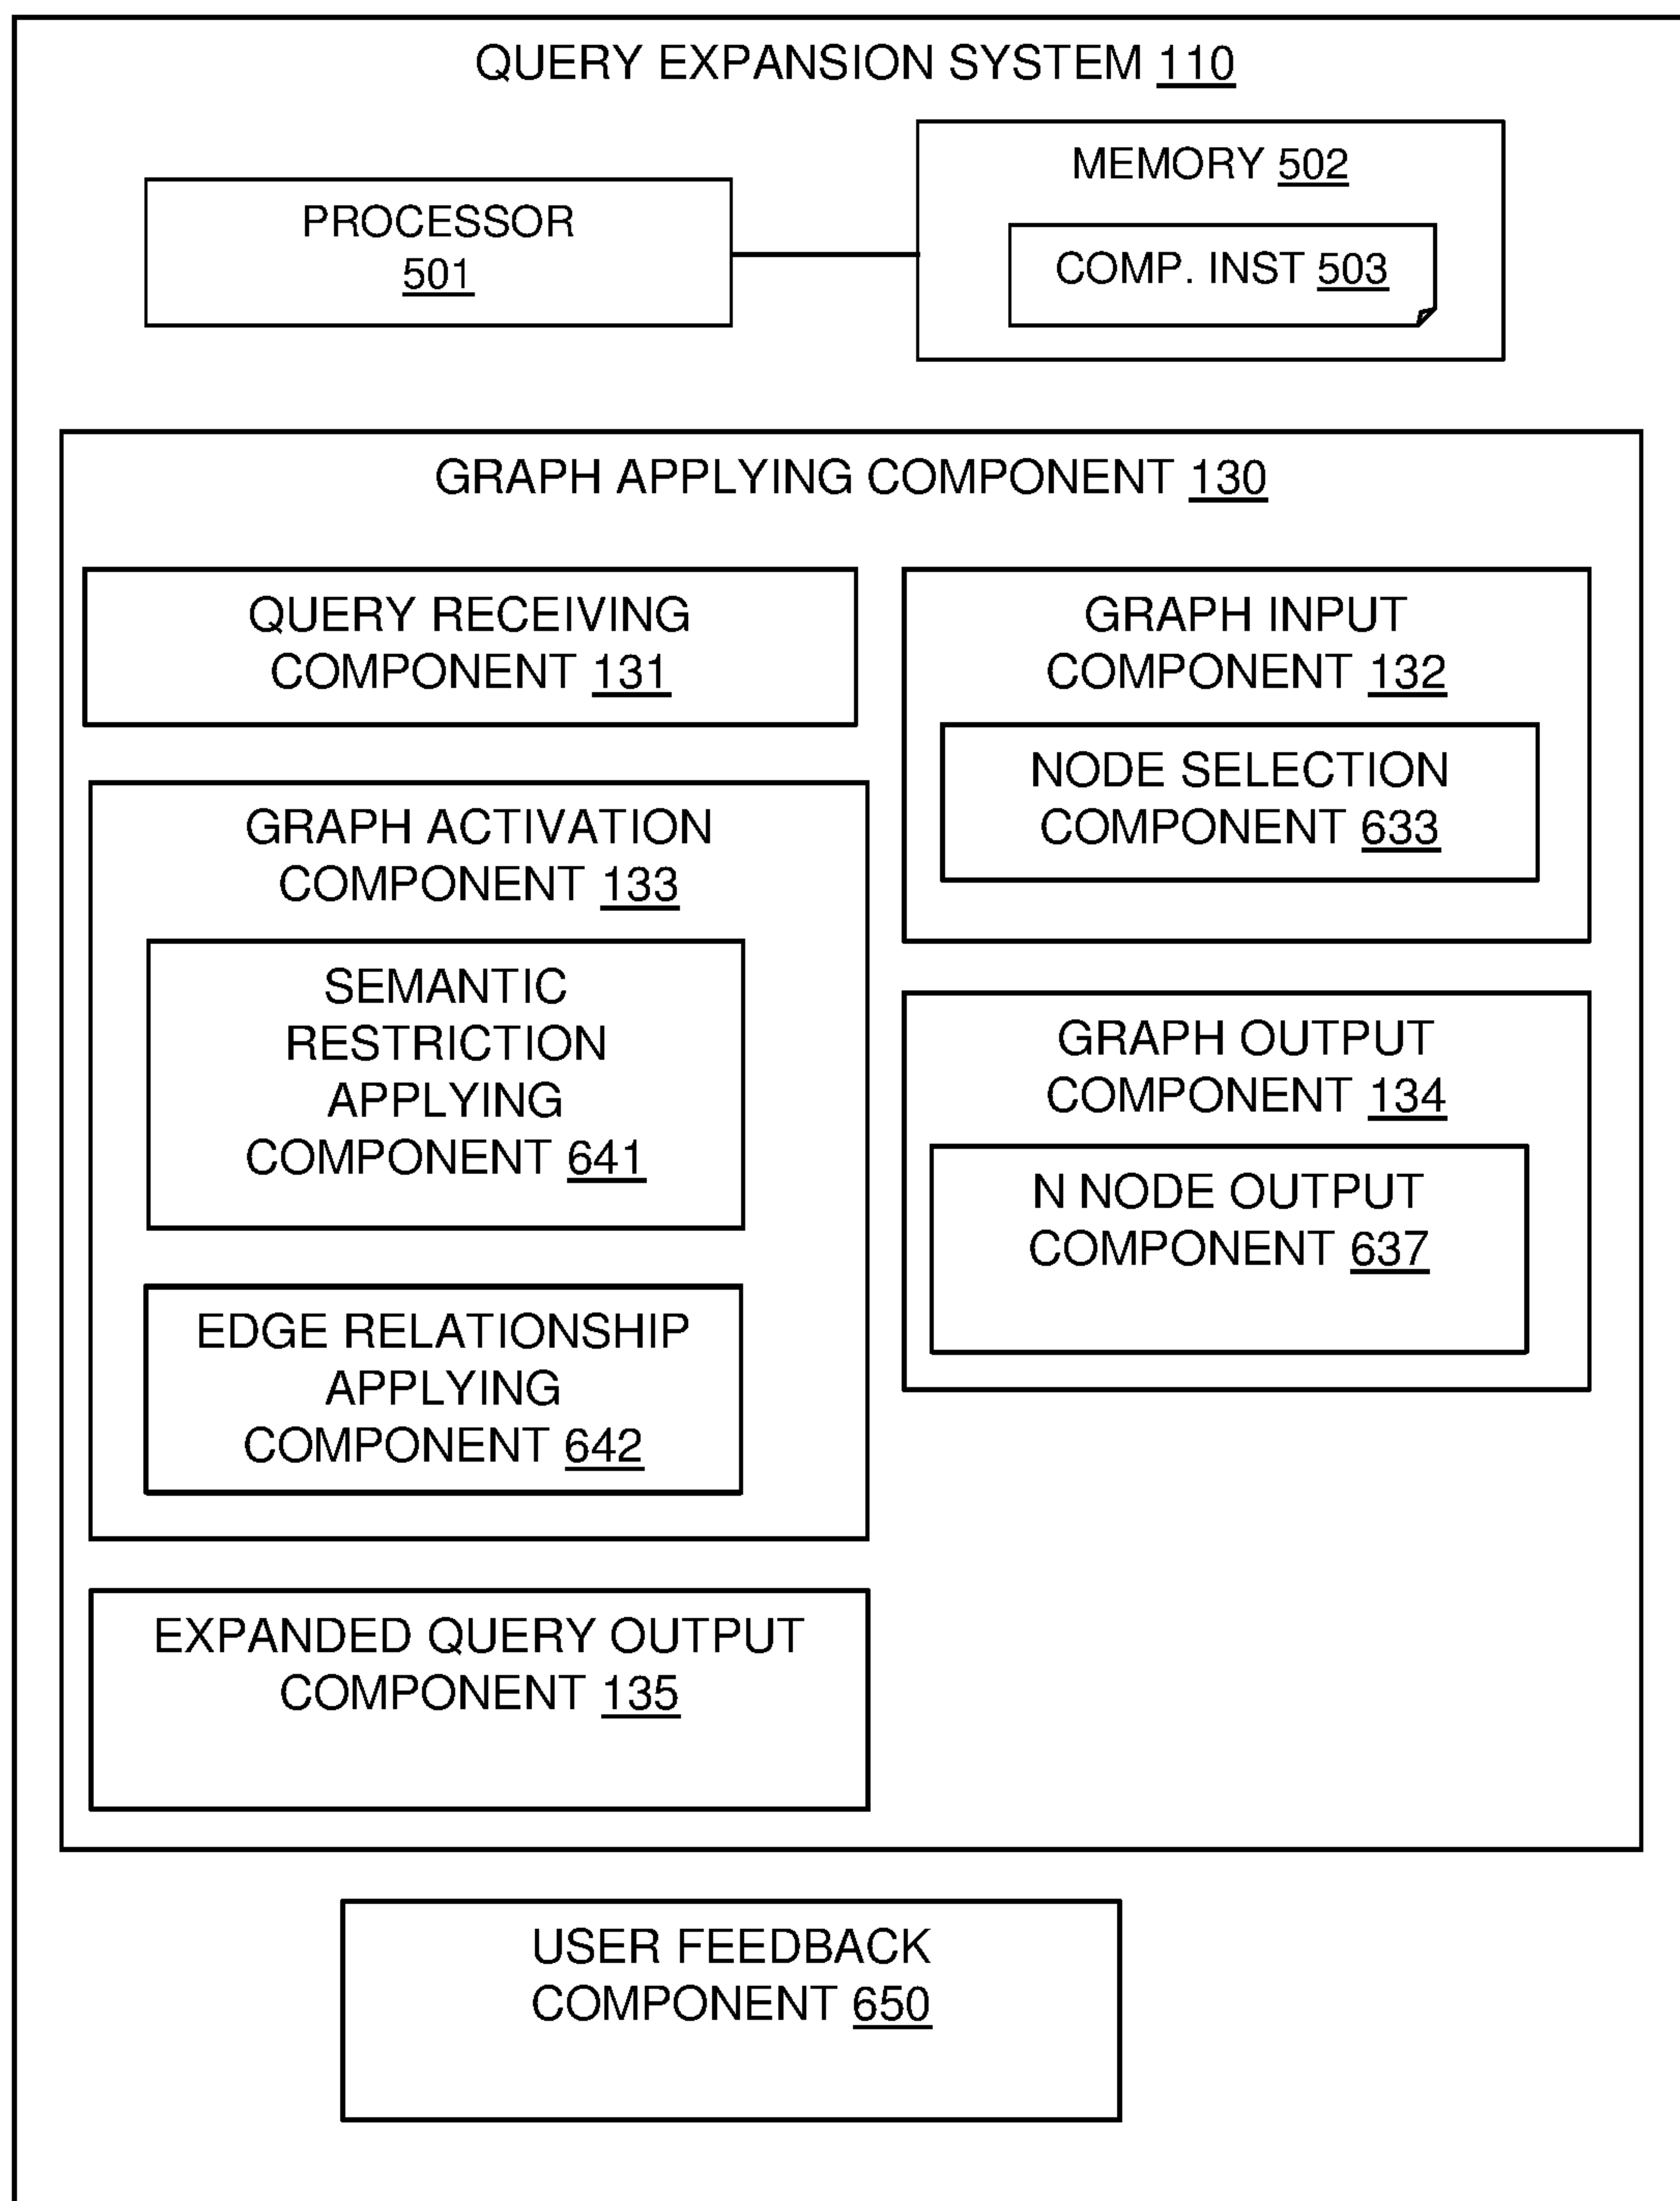 QUERY EXPANSION SYSTEM 110
PROCESSOR
501
MEMORY 502
COMP. INST 503
GRAPH APPLYING COMPONENT 130
QUERY RECEIVING
COMPONENT 131
GRAPH INPUT
COMPONENT 132
NODE SELECTION
COMPONENT 633
GRAPH ACTIVATION
COMPONENT 133
SEMANTIC
RESTRICTION
APPLYING
COMPONENT 641
EDGE RELATIONSHIP
APPLYING
COMPONENT 642
GRAPH OUTPUT
COMPONENT 134
N NODE OUTPUT
COMPONENT 637
EXPANDED QUERY OUTPUT
COMPONENT 135
USER FEEDBACK
COMPONENT 650